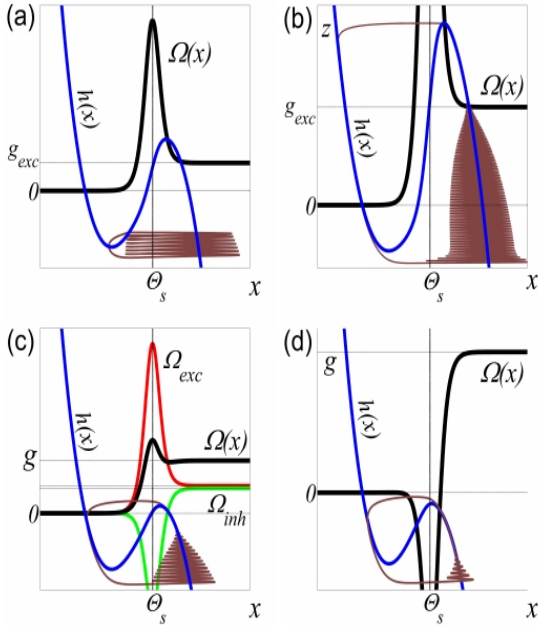 (a)
Ω(x)
h(x)
g_exc
0
Θ_s
x
(b)
z
Ω(x)
g_exc
h(x)
0
Θ_s
x
(c)
Ω_exc
h(x)
Ω(x)
g
Ω_inh
0
Θ_s
x
(d)
g
Ω(x)
h(x)
0
Θ_s
x